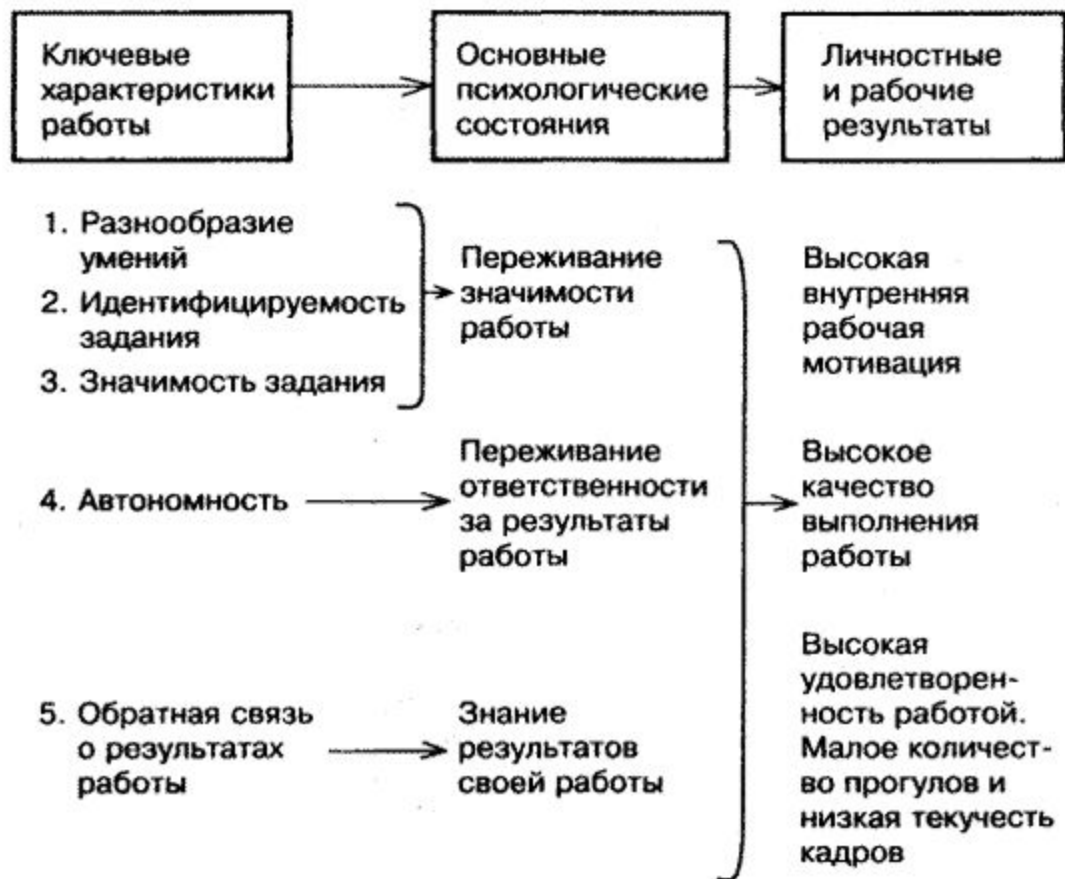 Ключевые
характеристики
работы
Основные
психологические
состояния
Личностные
и рабочие
результаты
1. Разнообразие
умений
2. Идентифицируемость
задания
3. Значимость задания
Переживание
значимости
работы
Высокая
внутренняя
рабочая
мотивация
4. Автономность
Переживание
ответственности
за результаты
работы
Высокое
качество
выполнения
работы
5. Обратная связь
о результатах
работы
Знание
результатов
своей работы
Высокая
удовлетворен-
ность работой.
Малое количест-
во прогулов и
низкая текучесть
кадров